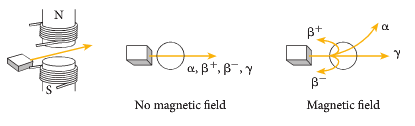 N
S
α, β⁺, β⁻, γ
No magnetic field
β⁺
α
γ
β⁻
Magnetic field